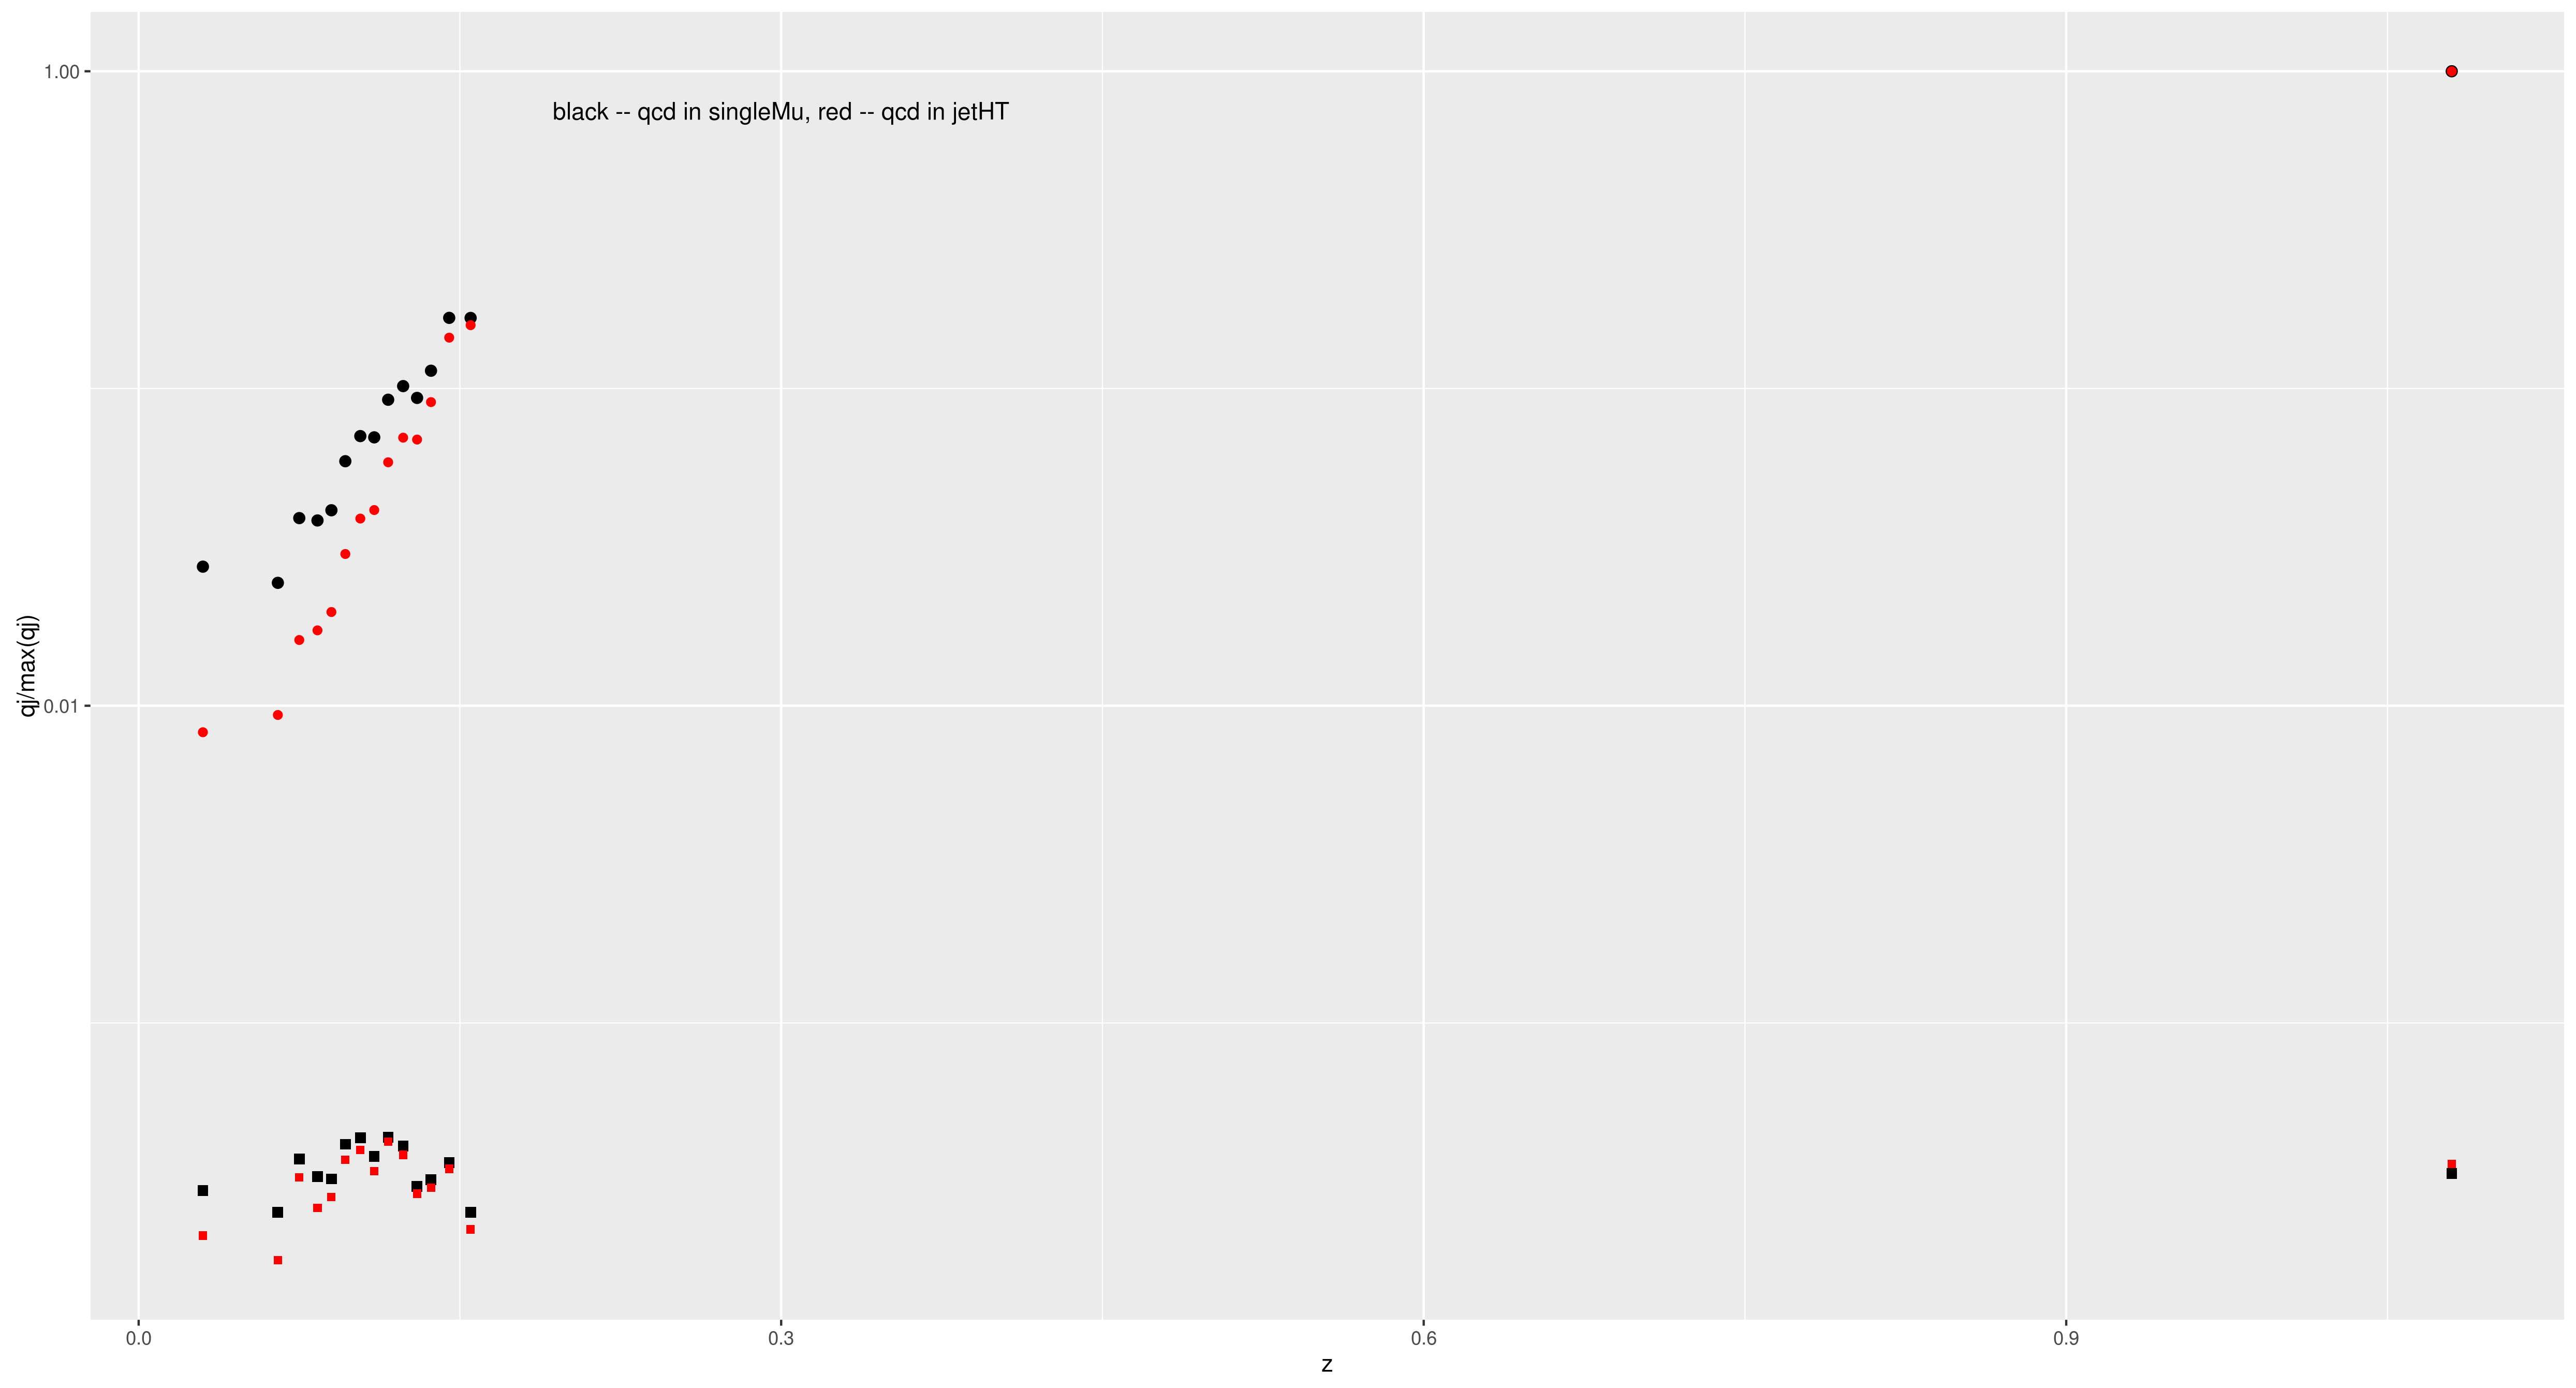 1.00
black -- qcd in singleMu, red -- qcd in jetHT
qj/max(qj)
0.01
0.0 0.3 0.6 0.9
z